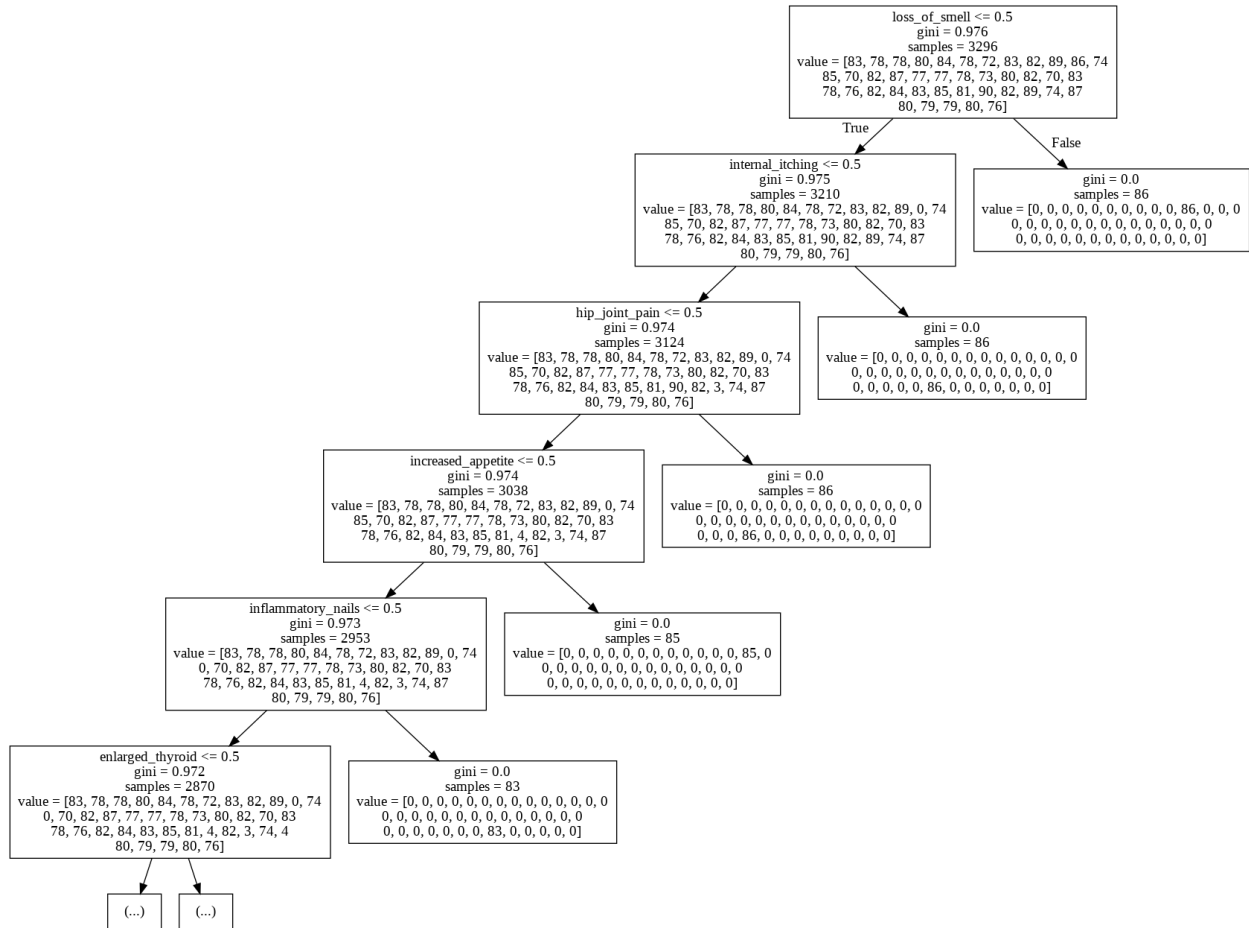 loss_of_smell <= 0.5
gini = 0.976
samples = 3296
value = [83, 78, 78, 80, 84, 78, 72, 83, 82, 89, 86, 74
85, 70, 82, 87, 77, 77, 78, 73, 80, 82, 70, 83
78, 76, 82, 84, 83, 85, 81, 90, 82, 89, 74, 87
80, 79, 79, 80, 76]
True
False
internal_itching <= 0.5
gini = 0.975
samples = 3210
value = [83, 78, 78, 80, 84, 78, 72, 83, 82, 89, 0, 74
85, 70, 82, 87, 77, 77, 78, 73, 80, 82, 70, 83
78, 76, 82, 84, 83, 85, 81, 90, 82, 89, 74, 87
80, 79, 79, 80, 76]
gini = 0.0
samples = 86
value = [0, 0, 0, 0, 0, 0, 0, 0, 0, 0, 86, 0, 0, 0
0, 0, 0, 0, 0, 0, 0, 0, 0, 0, 0, 0, 0, 0
0, 0, 0, 0, 0, 0, 0, 0, 0, 0, 0, 0, 0]
hip_joint_pain <= 0.5
gini = 0.974
samples = 3124
value = [83, 78, 78, 80, 84, 78, 72, 83, 82, 89, 0, 74
85, 70, 82, 87, 77, 77, 78, 73, 80, 82, 70, 83
78, 76, 82, 84, 83, 85, 81, 90, 82, 3, 74, 87
80, 79, 79, 80, 76]
gini = 0.0
samples = 86
value = [0, 0, 0, 0, 0, 0, 0, 0, 0, 0, 0, 0, 0, 0
0, 0, 0, 0, 0, 0, 0, 0, 0, 0, 0, 0, 0, 0
0, 0, 0, 0, 0, 86, 0, 0, 0, 0, 0, 0, 0]
increased_appetite <= 0.5
gini = 0.974
samples = 3038
value = [83, 78, 78, 80, 84, 78, 72, 83, 82, 89, 0, 74
85, 70, 82, 87, 77, 77, 78, 73, 80, 82, 70, 83
78, 76, 82, 84, 83, 85, 81, 4, 82, 3, 74, 87
80, 79, 79, 80, 76]
gini = 0.0
samples = 86
value = [0, 0, 0, 0, 0, 0, 0, 0, 0, 0, 0, 0, 0, 0
0, 0, 0, 0, 0, 0, 0, 0, 0, 0, 0, 0, 0, 0
0, 0, 0, 86, 0, 0, 0, 0, 0, 0, 0, 0, 0]
inflammatory_nails <= 0.5
gini = 0.973
samples = 2953
value = [83, 78, 78, 80, 84, 78, 72, 83, 82, 89, 0, 74
0, 70, 82, 87, 77, 77, 78, 73, 80, 82, 70, 83
78, 76, 82, 84, 83, 85, 81, 4, 82, 3, 74, 87
80, 79, 79, 80, 76]
gini = 0.0
samples = 85
value = [0, 0, 0, 0, 0, 0, 0, 0, 0, 0, 0, 0, 85, 0
0, 0, 0, 0, 0, 0, 0, 0, 0, 0, 0, 0, 0, 0
0, 0, 0, 0, 0, 0, 0, 0, 0, 0, 0, 0, 0]
enlarged_thyroid <= 0.5
gini = 0.972
samples = 2870
value = [83, 78, 78, 80, 84, 78, 72, 83, 82, 89, 0, 74
0, 70, 82, 87, 77, 77, 78, 73, 80, 82, 70, 83
78, 76, 82, 84, 83, 85, 81, 4, 82, 3, 74, 4
80, 79, 79, 80, 76]
gini = 0.0
samples = 83
value = [0, 0, 0, 0, 0, 0, 0, 0, 0, 0, 0, 0, 0, 0
0, 0, 0, 0, 0, 0, 0, 0, 0, 0, 0, 0, 0, 0
0, 0, 0, 0, 0, 0, 0, 83, 0, 0, 0, 0, 0]
(...)
(...)